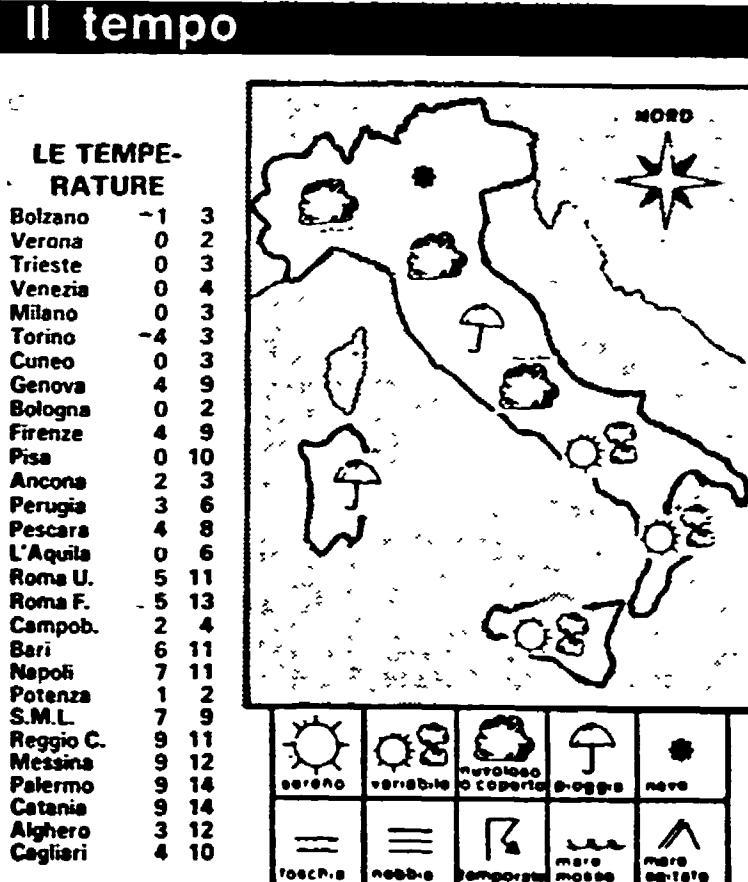 Il tempo
LE TEMPE-
RATURE
Bolzano -1 3
Verona 0 2
Trieste 0 3
Venezia 0 4
Milano 0 3
Torino -4 3
Cuneo 0 3
Genova 4 9
Bologna 0 2
Firenze 4 9
Pisa 0 10
Ancona 2 3
Perugia 3 6
Pescara 4 8
L'Aquila 0 6
Roma U. 5 11
Roma F. 5 13
Campob. 2 4
Bari 6 11
Napoli 7 11
Potenza 1 2
S.M.L. 7 9
Reggio C. 9 11
Messina 9 12
Palermo 9 14
Catania 9 14
Alghero 3 12
Cagliari 4 10
NORD
sereno
variabile
nuvoloso
o coperto
pioggia
neve
foschia
nebbia
temporale
mare
mosso
mare
agitato